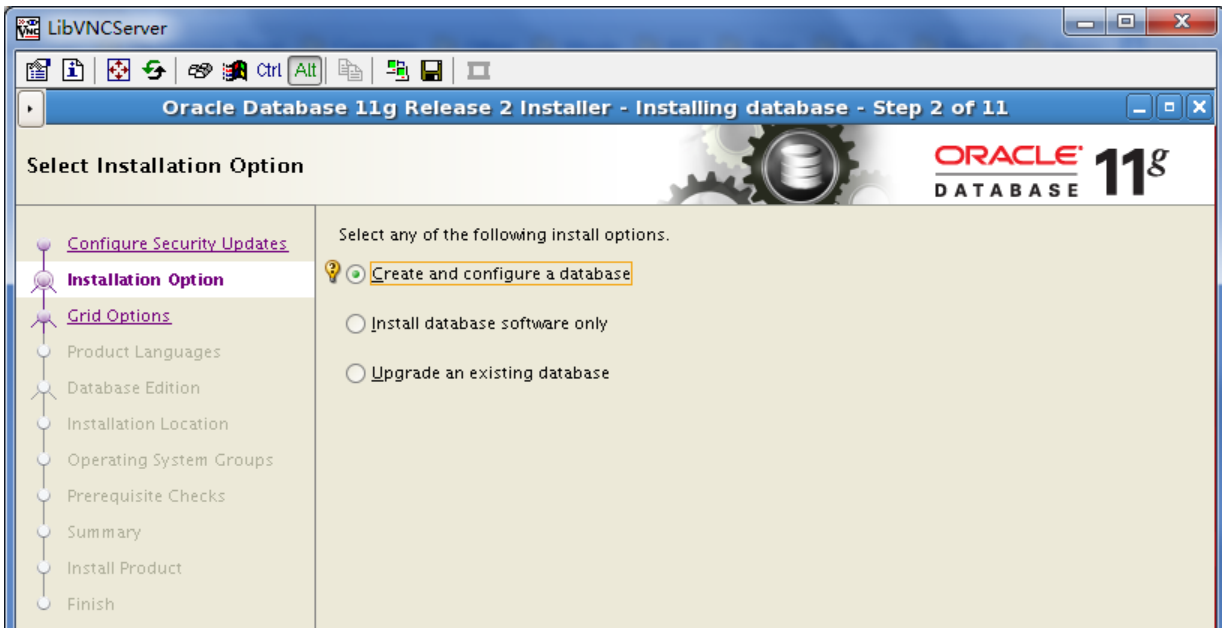 LibVNCServer
Ctrl Alt
Oracle Database 11g Release 2 Installer - Installing database - Step 2 of 11
Select Installation Option
ORACLE
DATABASE
11g
Configure Security Updates
Installation Option
Grid Options
Product Languages
Database Edition
Installation Location
Operating System Groups
Prerequisite Checks
Summary
Install Product
Finish
Select any of the following install options.
Create and configure a database
Install database software only
Upgrade an existing database